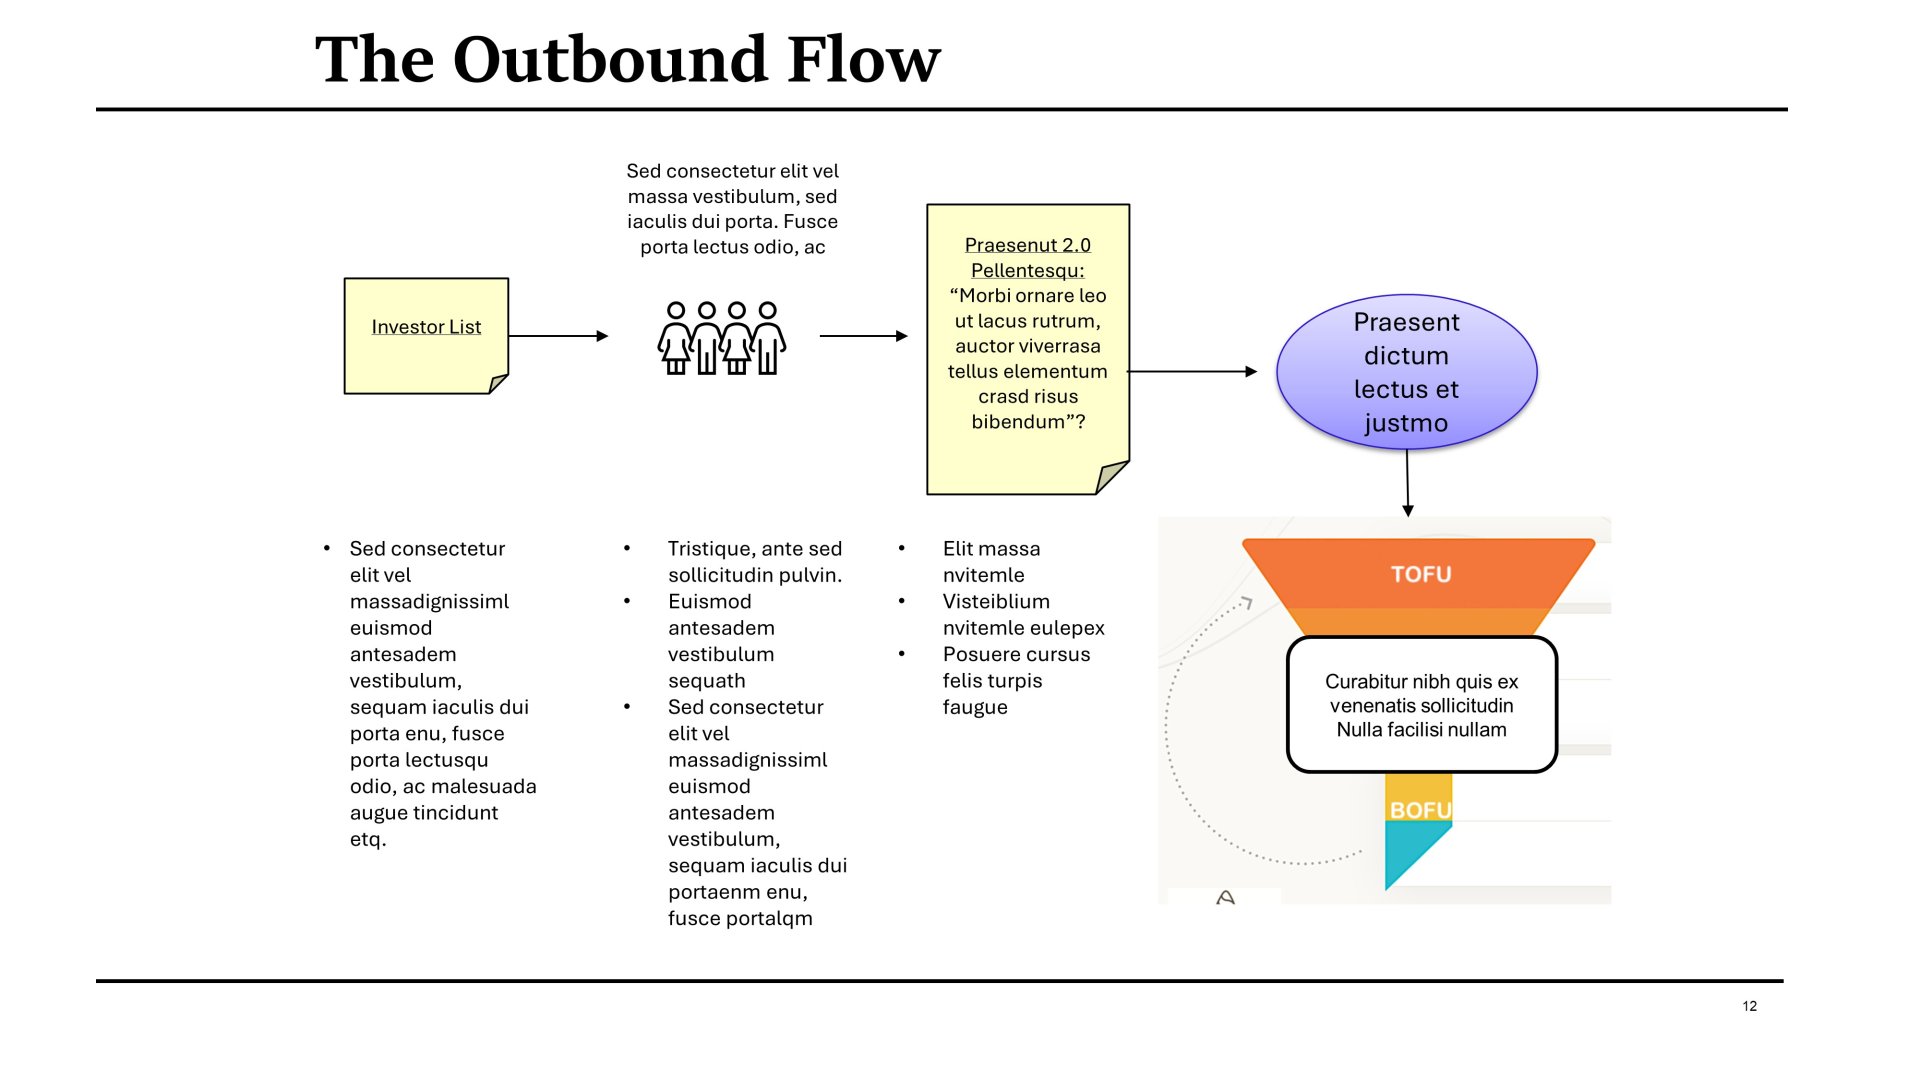 The Outbound Flow
Sed consectetur elit vel
massa vestibulum, sed
iaculis dui porta. Fusce
porta lectus odio, ac
Investor List
Praesenut 2.0
Pellentesqu:
“Morbi ornare leo
ut lacus rutrum,
auctor viverrasa
tellus elementum
crasd risus
bibendum”?
Praesent
dictum
lectus et
justmo
• Sed consectetur
elit vel
massadignissiml
euismod
antesadem
vestibulum,
sequam iaculis dui
porta enu, fusce
porta lectusqu
odio, ac malesuada
augue tincidunt
etq.
• Tristique, ante sed
sollicitudin pulvin.
• Euismod
antesadem
vestibulum
sequath
• Sed consectetur
elit vel
massadignissiml
euismod
antesadem
vestibulum,
sequam iaculis dui
portaenm enu,
fusce portalqm
• Elit massa
nvitemle
• Visteiblium
nvitemle eulepex
• Posuere cursus
felis turpis
faugue
TOFU
Curabitur nibh quis ex
venenatis sollicitudin
Nulla facilisi nullam
BOFU
12